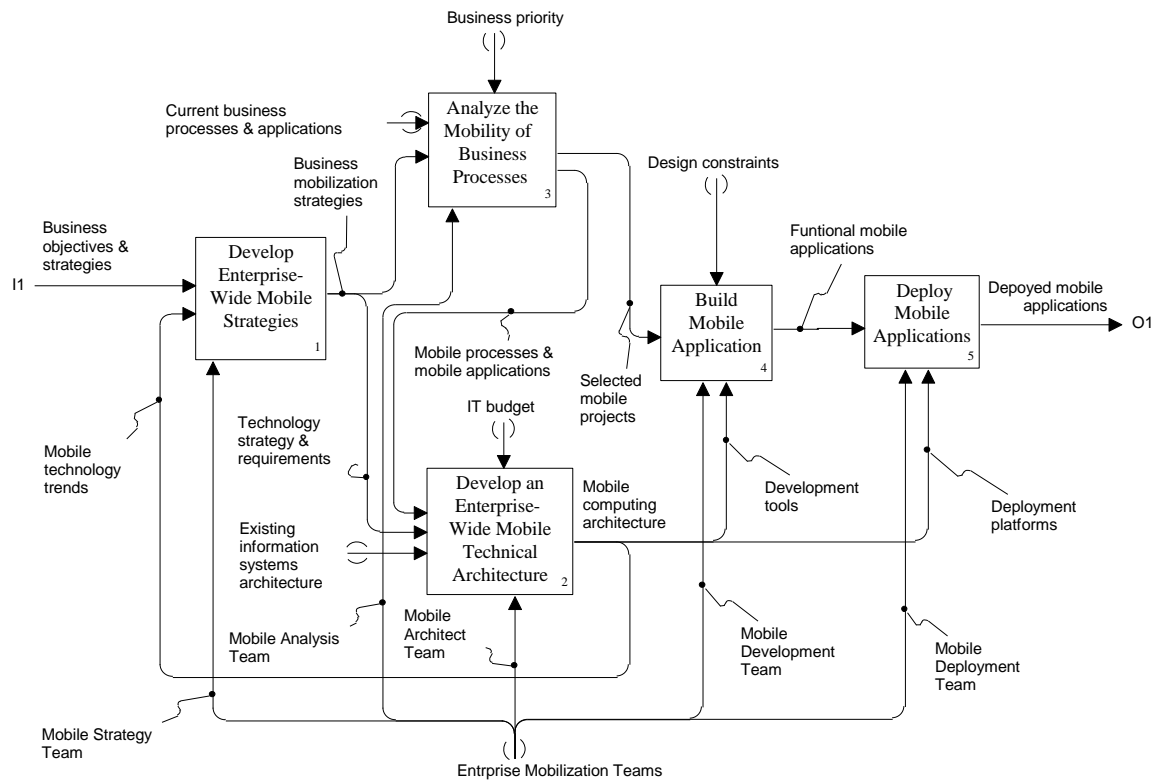 Business priority
Current business
processes & applications
Analyze the
Mobility of
Business
Processes
3
Business
mobilization
strategies
Design constraints
Business
objectives &
strategies
I1
Develop
Enterprise-
Wide Mobile
Strategies
1
Funtional mobile
applications
Build
Mobile
Application
4
Deploy
Mobile
Applications
5
Depoyed mobile
applications
O1
Mobile processes &
mobile applications
Selected
mobile
projects
IT budget
Mobile
technology
trends
Technology
strategy &
requirements
Develop an
Enterprise-
Wide Mobile
Technical
Architecture
2
Mobile
computing
architecture
Development
tools
Deployment
platforms
Existing
information
systems
architecture
Mobile Analysis
Team
Mobile
Architect
Team
Mobile
Development
Team
Mobile
Deployment
Team
Mobile Strategy
Team
Entrprise Mobilization Teams